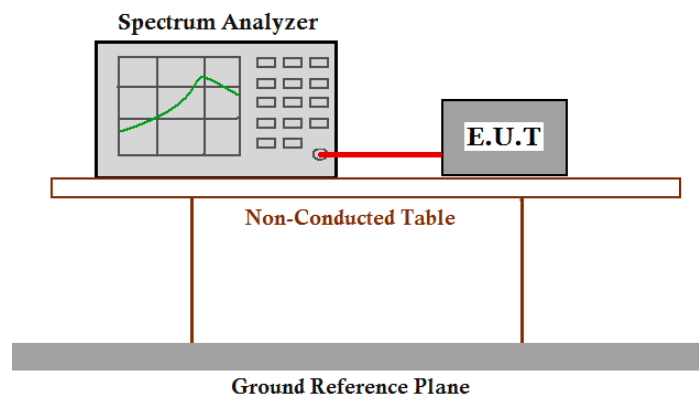 Spectrum Analyzer
E.U.T
Non-Conducted Table
Ground Reference Plane